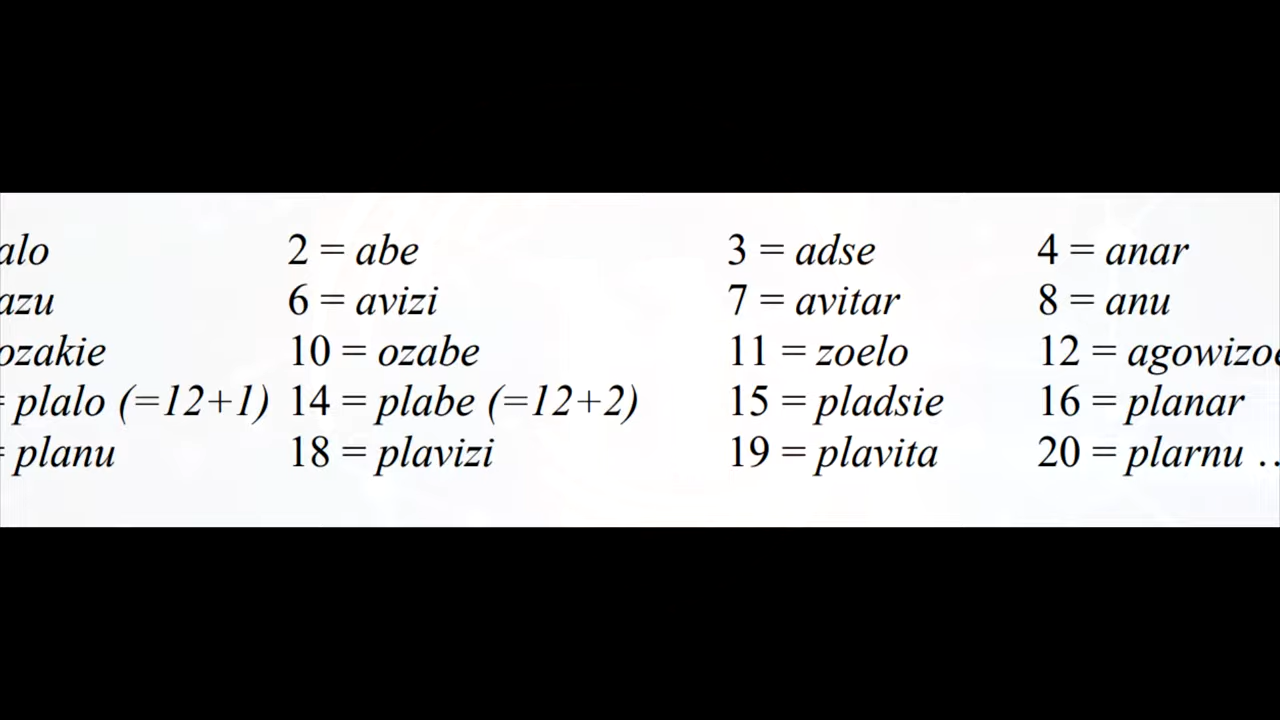 alo 2 = abe 3 = adse 4 = anar
azu 6 = avizi 7 = avitar 8 = anu
ozakie 10 = ozabe 11 = zoelo 12 = agowizoe
= plalo (=12+1) 14 = plabe (=12+2) 15 = pladsie 16 = planar
= planu 18 = plavizi 19 = plavita 20 = plarnu ..